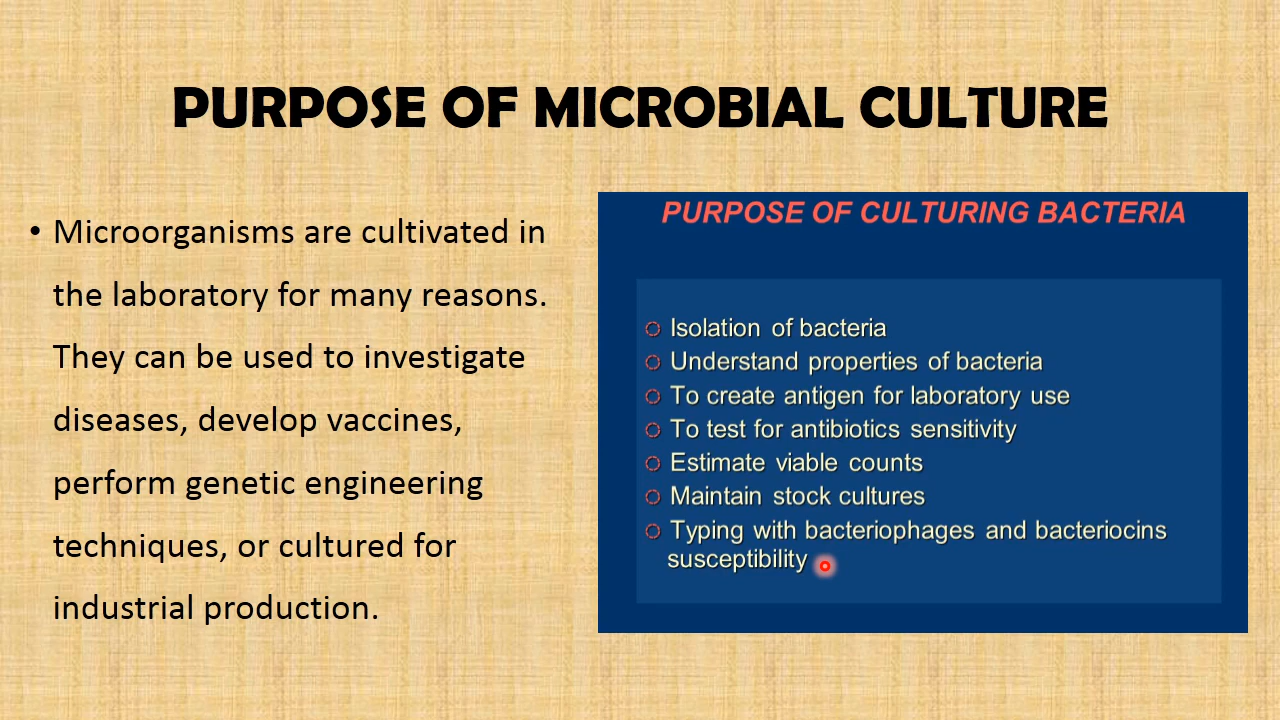 PURPOSE OF MICROBIAL CULTURE
• Microorganisms are cultivated in
the laboratory for many reasons.
They can be used to investigate
diseases, develop vaccines,
perform genetic engineering
techniques, or cultured for
industrial production.
PURPOSE OF CULTURING BACTERIA
Isolation of bacteria
Understand properties of bacteria
To create antigen for laboratory use
To test for antibiotics sensitivity
Estimate viable counts
Maintain stock cultures
Typing with bacteriophages and bacteriocins
susceptibility